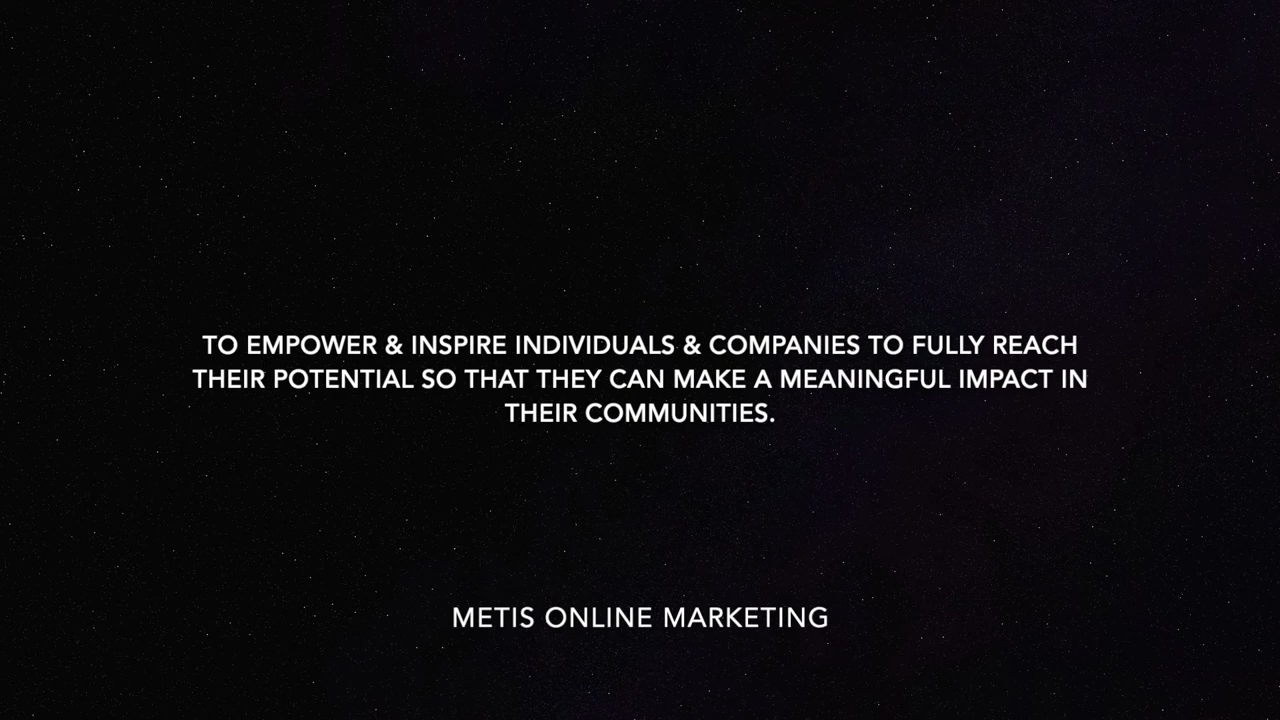 TO EMPOWER & INSPIRE INDIVIDUALS & COMPANIES TO FULLY REACH
THEIR POTENTIAL SO THAT THEY CAN MAKE A MEANINGFUL IMPACT IN
THEIR COMMUNITIES.
METIS ONLINE MARKETING